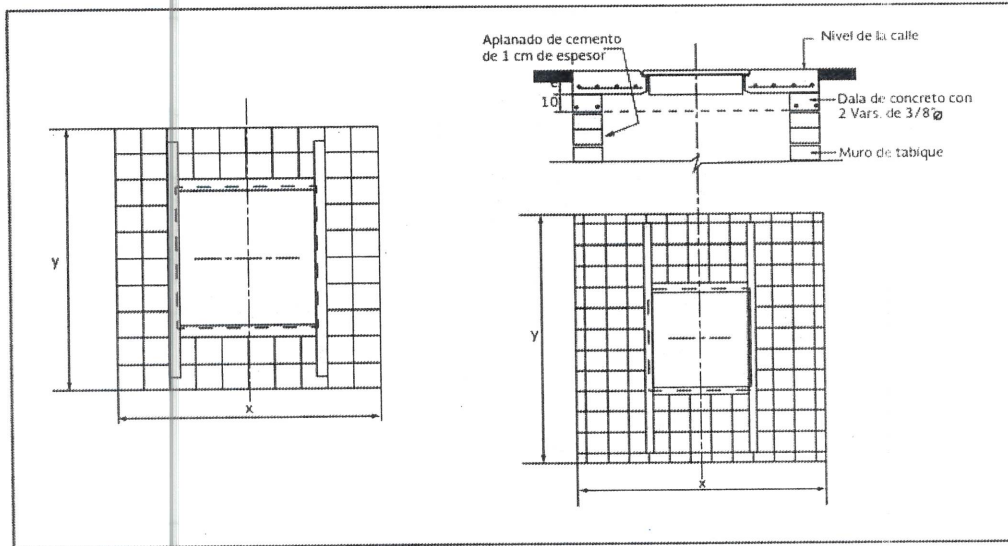 Aplanado de cemento
de 1 cm de espesor
Nivel de la calle
e
10
Dala de concreto con
2 Vars. de 3/8"ø
Muro de tabique
y
x
y
x